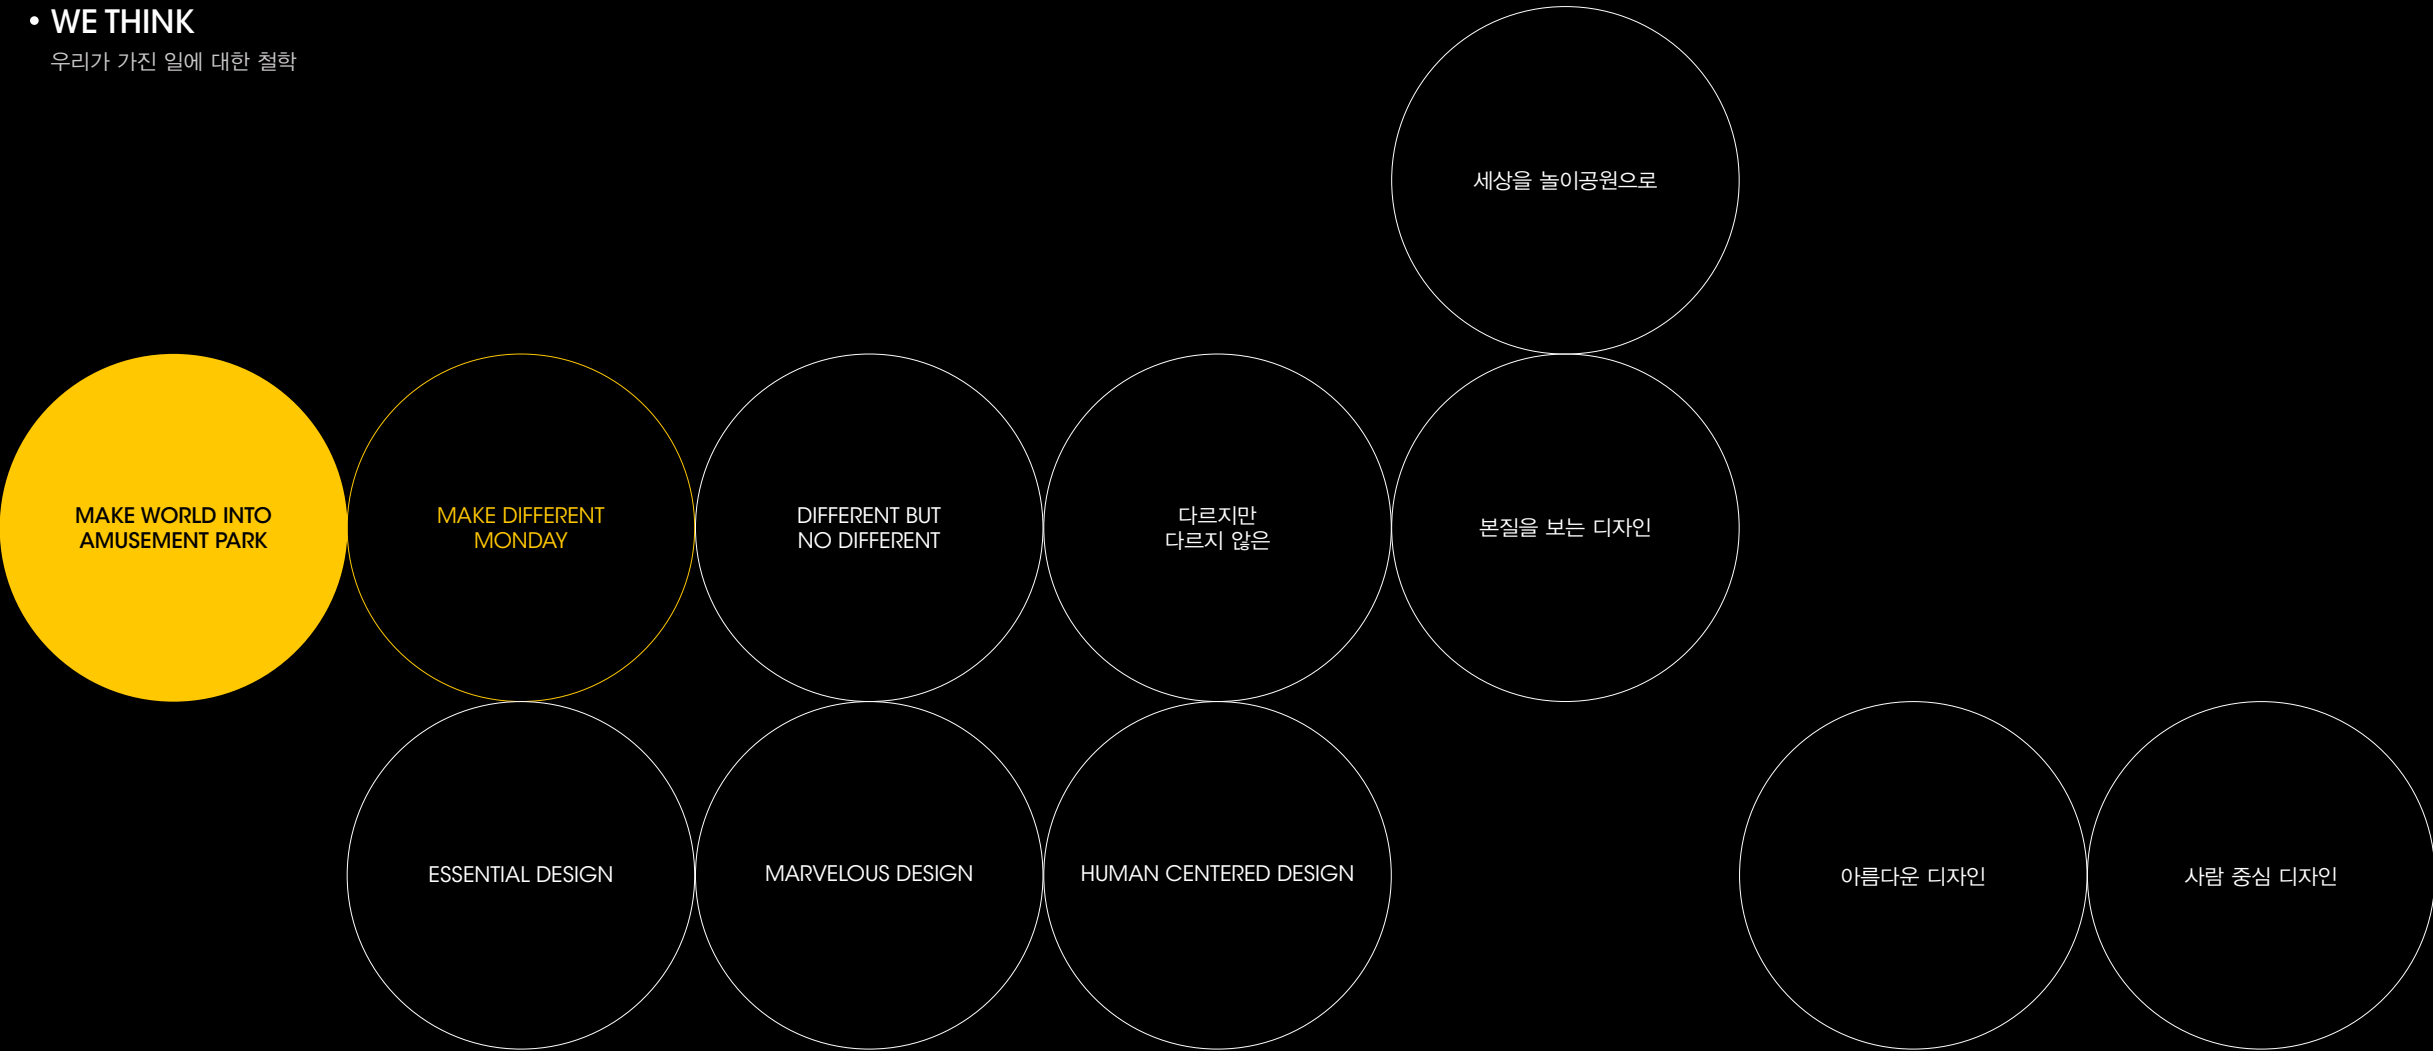 • WE THINK
우리가 가진 일에 대한 철학
세상을 놀이공원으로
MAKE WORLD INTO
AMUSEMENT PARK
MAKE DIFFERENT
MONDAY
DIFFERENT BUT
NO DIFFERENT
다르지만
다르지 않은
본질을 보는 디자인
ESSENTIAL DESIGN
MARVELOUS DESIGN
HUMAN CENTERED DESIGN
아름다운 디자인
사람 중심 디자인